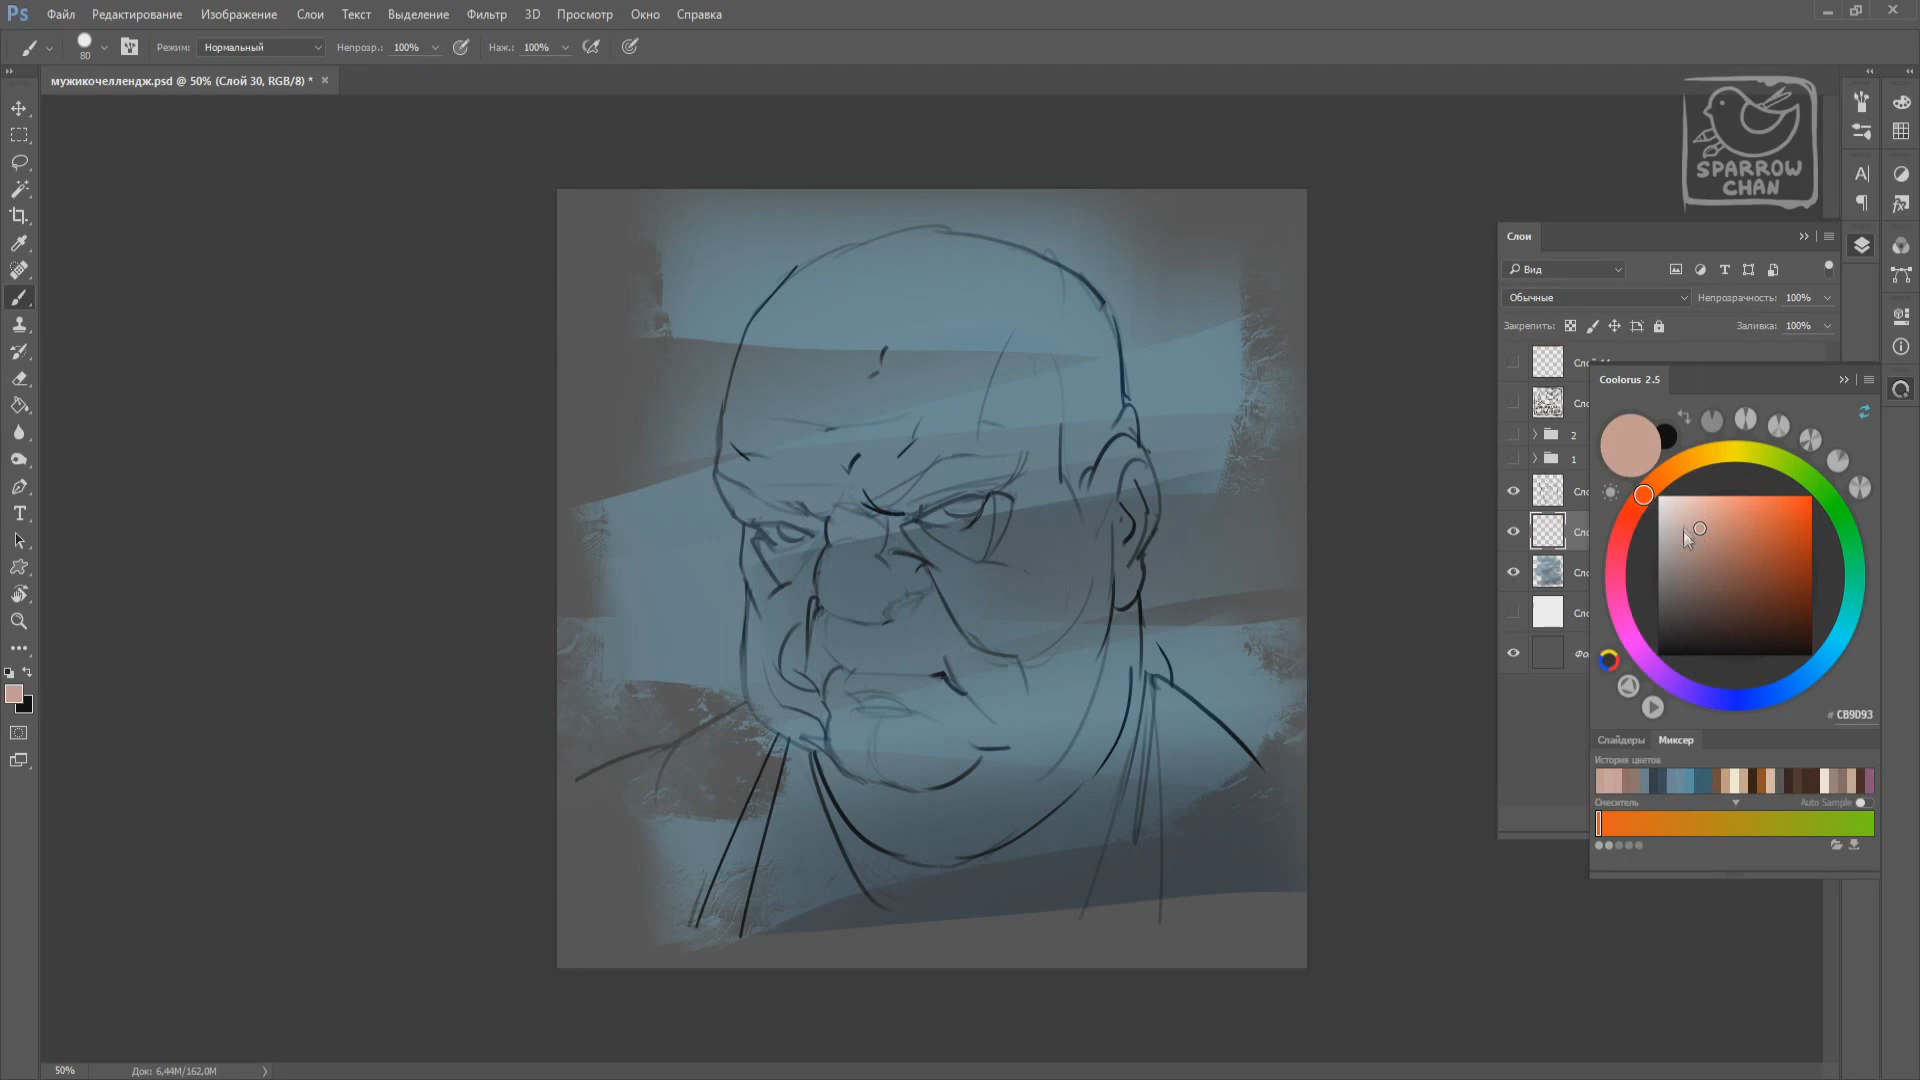 Ps Файл Редактирование Изображение Слои Текст Выделение Фильтр 3D Просмотр Окно Справка
80 Режим: Нормальный Непрозр.: 100% Наж.: 100%
мужикочеллендж.psd @ 50% (Слой 30, RGB/8) *
SPARROW
CHAN
Слои
Вид
Обычные Непрозрачность: 100%
Закрепить: Заливка: 100%
Coolorus 2.5
2
1
# CB9D93
Слайдеры Миксер
История цветов
Смеситель Auto Sample
50% Док: 6,44M/162,0M